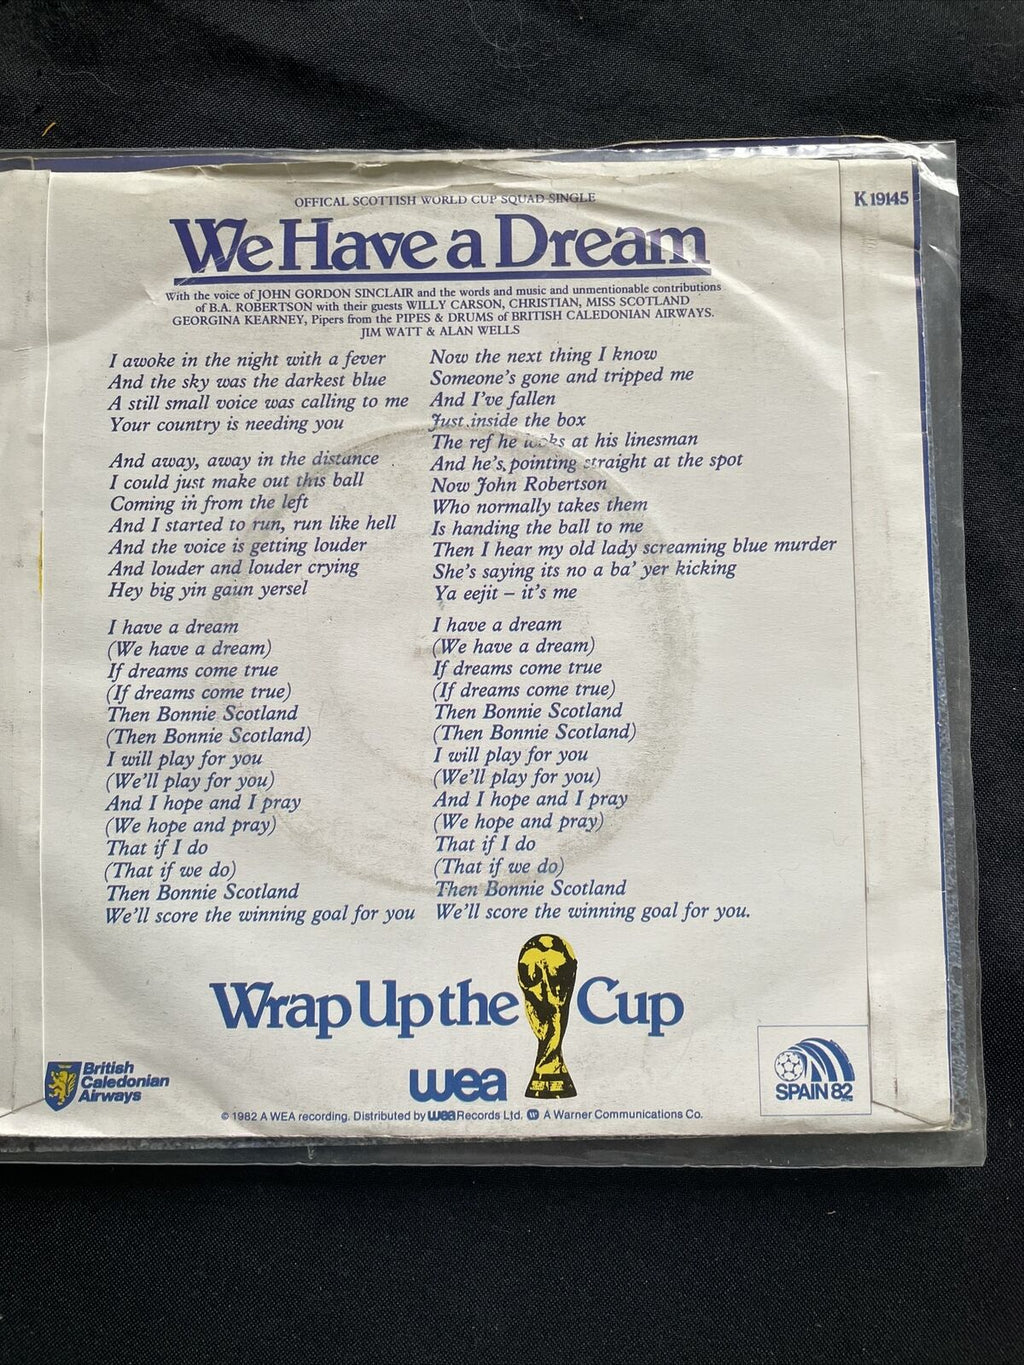 OFFICAL SCOTTISH WORLD CUP SQUAD SINGLE
K 19145
We Have a Dream
With the voice of JOHN GORDON SINCLAIR and the words and music and unmentionable contributions
of B.A. ROBERTSON with their guests WILLY CARSON, CHRISTIAN, MISS SCOTLAND
GEORGINA KEARNEY, Pipers from the PIPES & DRUMS of BRITISH CALEDONIAN AIRWAYS.
JIM WATT & ALAN WELLS
I awoke in the night with a fever
And the sky was the darkest blue
A still small voice was calling to me
Your country is needing you
And away, away in the distance
I could just make out this ball
Coming in from the left
And I started to run, run like hell
And the voice is getting louder
And louder and louder crying
Hey big yin gaun yersel
I have a dream
(We have a dream)
If dreams come true
(If dreams come true)
Then Bonnie Scotland
(Then Bonnie Scotland)
I will play for you
(We'll play for you)
And I hope and I pray
(We hope and pray)
That if I do
(That if we do)
Then Bonnie Scotland
We'll score the winning goal for you
Now the next thing I know
Someone's gone and tripped me
And I've fallen
Just inside the box
The ref he looks at his linesman
And he's pointing straight at the spot
Now John Robertson
Who normally takes them
Is handing the ball to me
Then I hear my old lady screaming blue murder
She's saying its no a ba' yer kicking
Ya eejit – it's me
I have a dream
(We have a dream)
If dreams come true
(If dreams come true)
Then Bonnie Scotland
(Then Bonnie Scotland)
I will play for you
(We'll play for you)
And I hope and I pray
(We hope and pray)
That if I do
(That if we do)
Then Bonnie Scotland
We'll score the winning goal for you.
Wrap Up the Cup
British
Caledonian
Airways
wea
SPAIN 82
© 1982 A WEA recording. Distributed by wea Records Ltd. A Warner Communications Co.